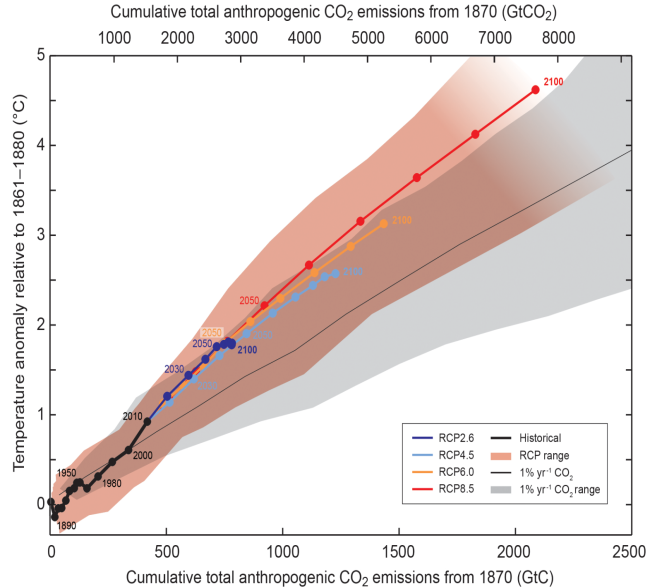 Cumulative total anthropogenic CO2 emissions from 1870 (GtCO2)
1000 2000 3000 4000 5000 6000 7000 8000
Temperature anomaly relative to 1861–1880 (°C)
5
4
3
2
1
0
2100
2100
2050
2050
2050
2100
2030
2010
2000
1950
1980
1890
RCP2.6
RCP4.5
RCP6.0
RCP8.5
Historical
RCP range
1% yr⁻¹ CO2
1% yr⁻¹ CO2 range
0 500 1000 1500 2000 2500
Cumulative total anthropogenic CO2 emissions from 1870 (GtC)